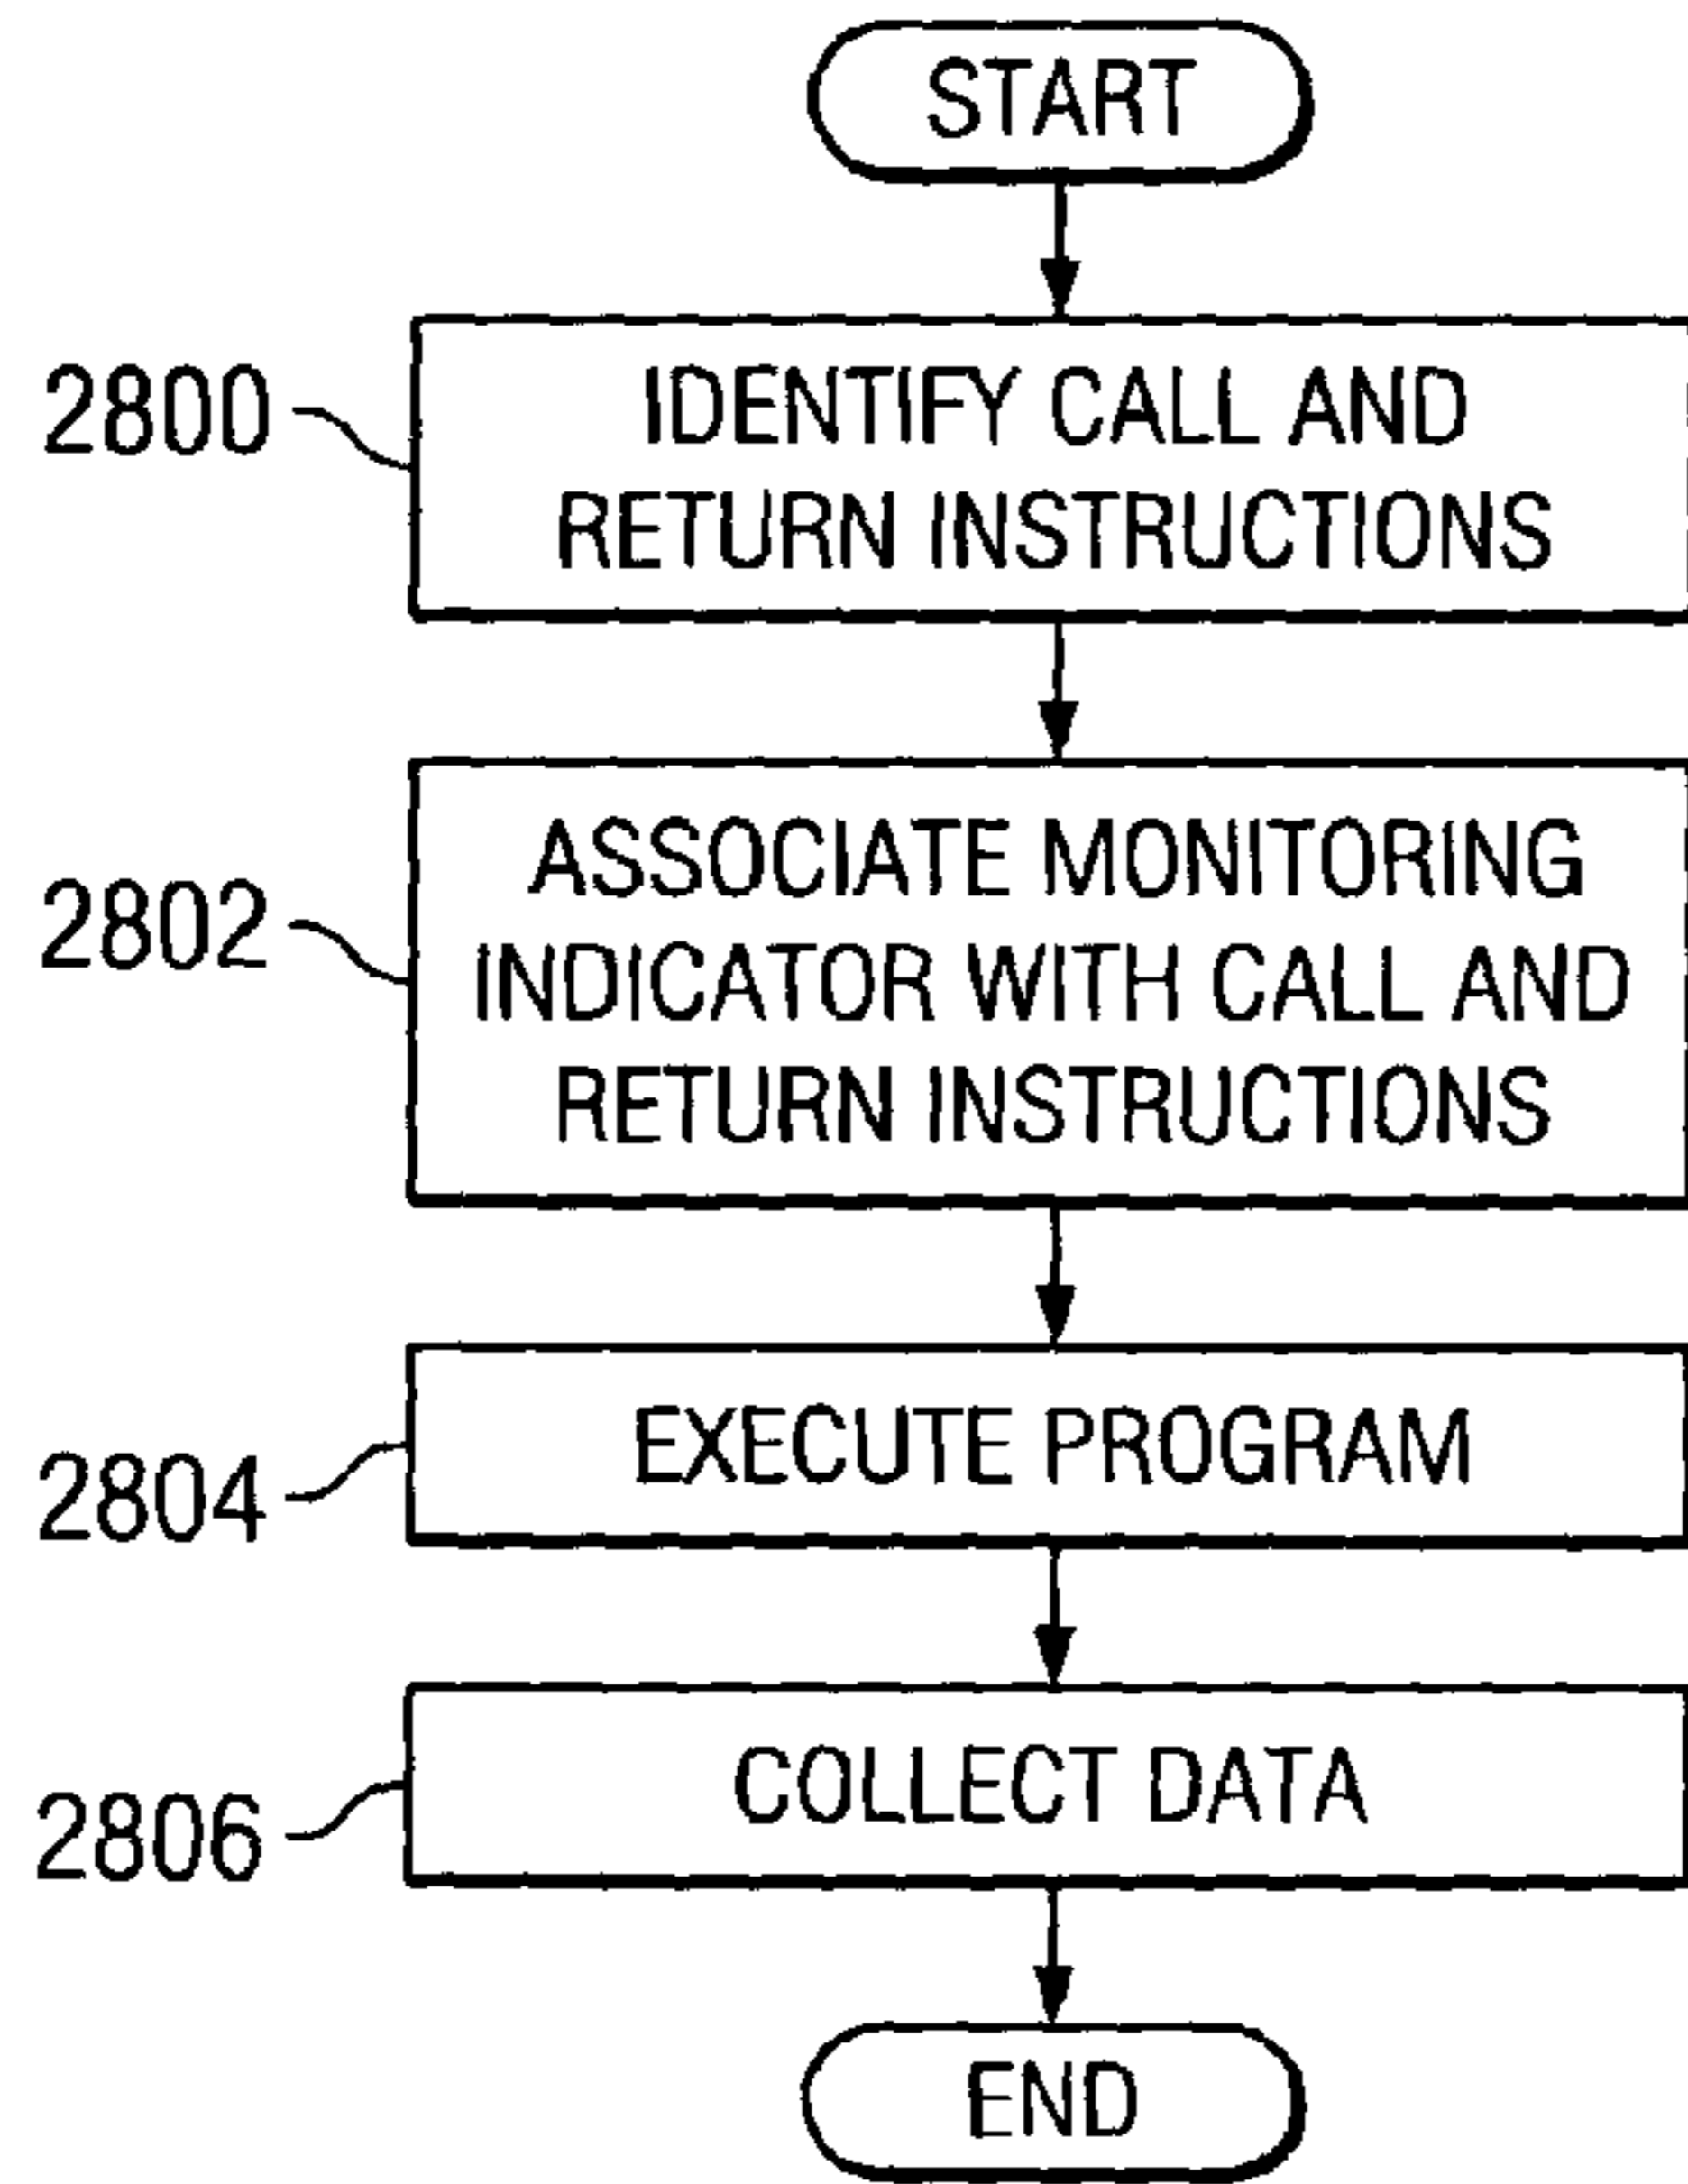 START
2800
IDENTIFY CALL AND
RETURN INSTRUCTIONS
2802
ASSOCIATE MONITORING
INDICATOR WITH CALL AND
RETURN INSTRUCTIONS
2804
EXECUTE PROGRAM
2806
COLLECT DATA
END